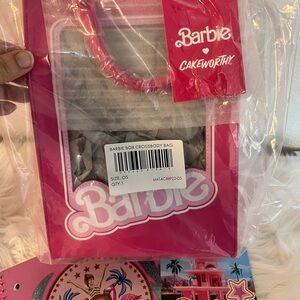 Barbie
CAKEWORTHY
BARBIE BOX CROSSBODY BAG
SIZE: OS
QTY: 1
Barbie